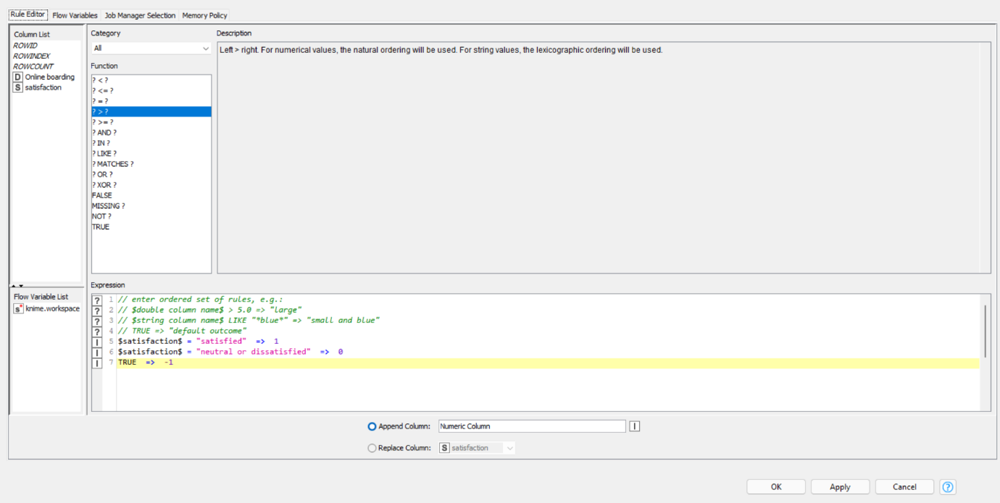 Rule Editor Flow Variables Job Manager Selection Memory Policy
Column List
ROWID
ROWINDEX
ROWCOUNT
D Online boarding
S satisfaction
Category
All
Function
? < ?
? <= ?
? = ?
? > ?
? >= ?
? AND ?
? IN ?
? LIKE ?
? MATCHES ?
? OR ?
? XOR ?
FALSE
MISSING ?
NOT ?
TRUE
Description
Left > right. For numerical values, the natural ordering will be used. For string values, the lexicographic ordering will be used.
Flow Variable List
s knime.workspace
Expression
? 1 // enter ordered set of rules, e.g.:
? 2 // $double column name$ > 5.0 => "large"
? 3 // $string column name$ LIKE "*blue*" => "small and blue"
? 4 // TRUE => "default outcome"
I 5 $satisfaction$ = "satisfied" => 1
I 6 $satisfaction$ = "neutral or dissatisfied" => 0
I 7 TRUE => -1
Append Column: Numeric Column I
Replace Column: S satisfaction
OK Apply Cancel ?